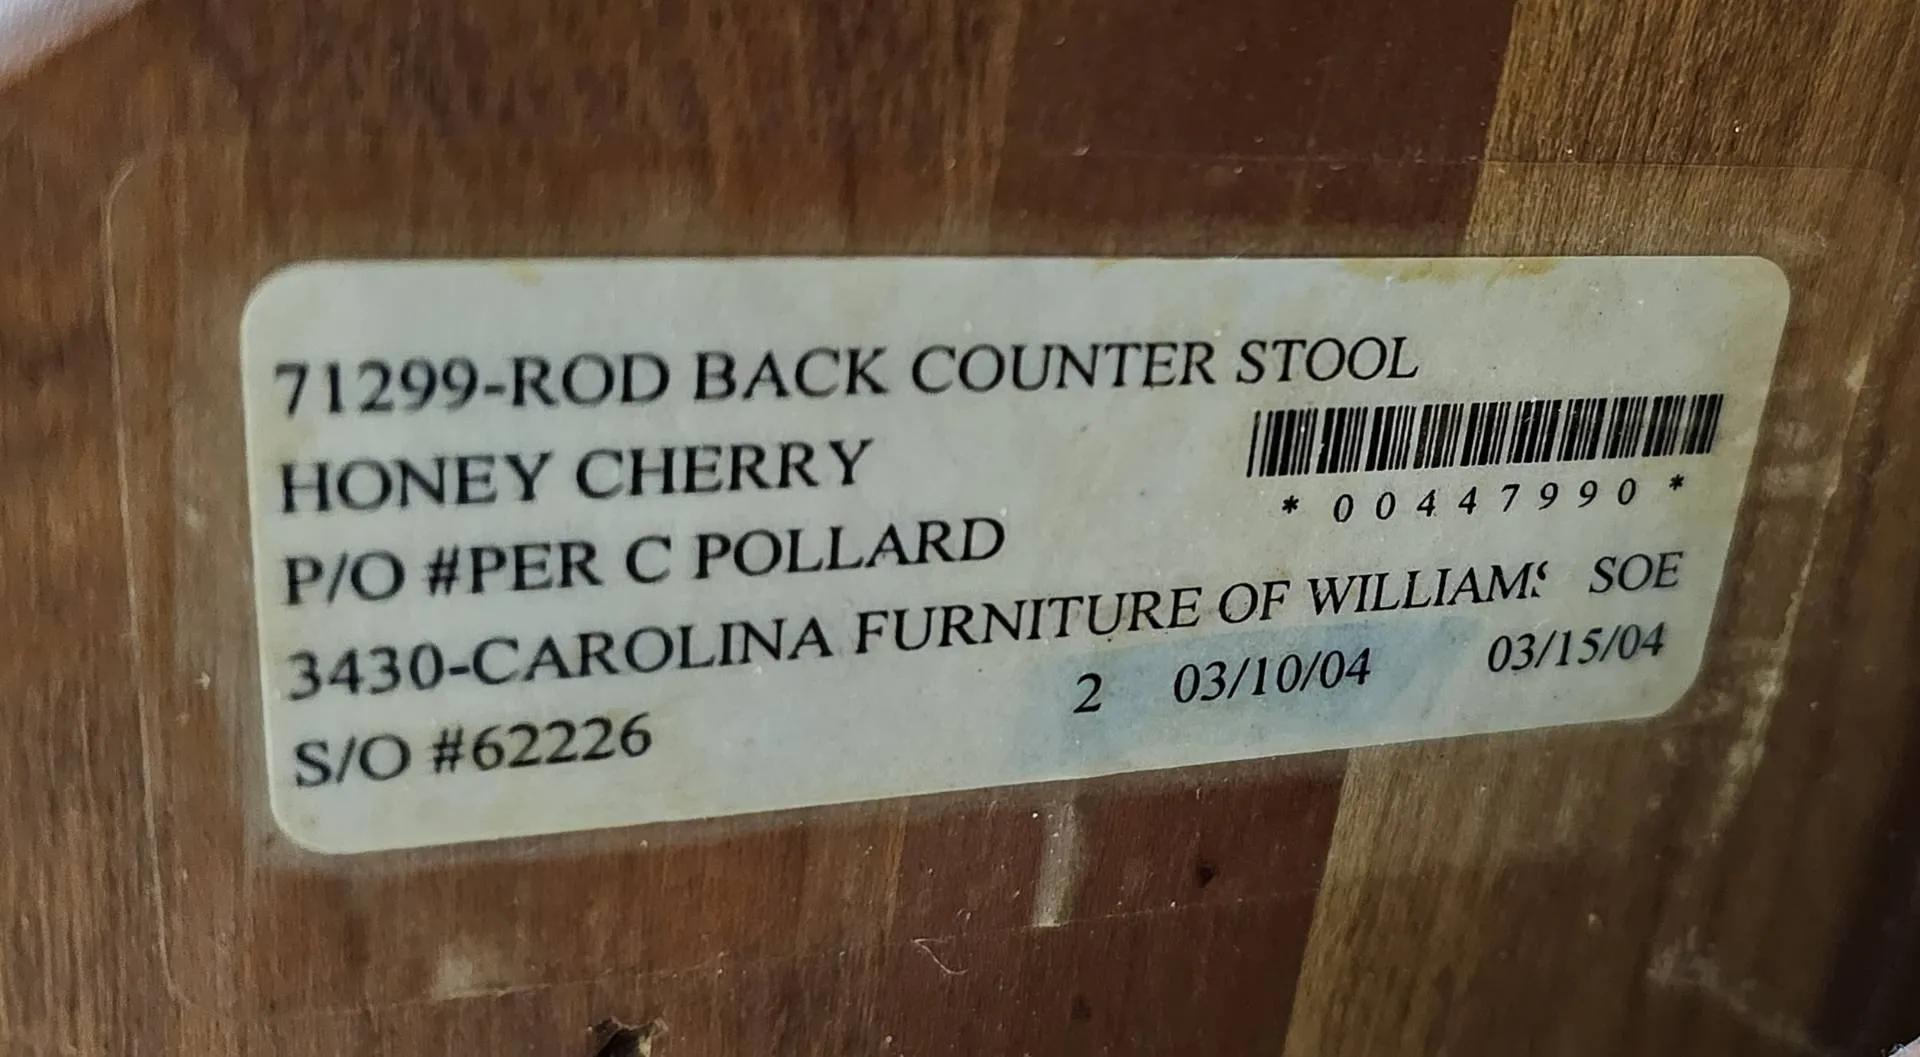 71299-ROD BACK COUNTER STOOL
HONEY CHERRY
*00447990*
P/O #PER C POLLARD
3430-CAROLINA FURNITURE OF WILLIAMS SOE
2 03/10/04 03/15/04
S/O #62226